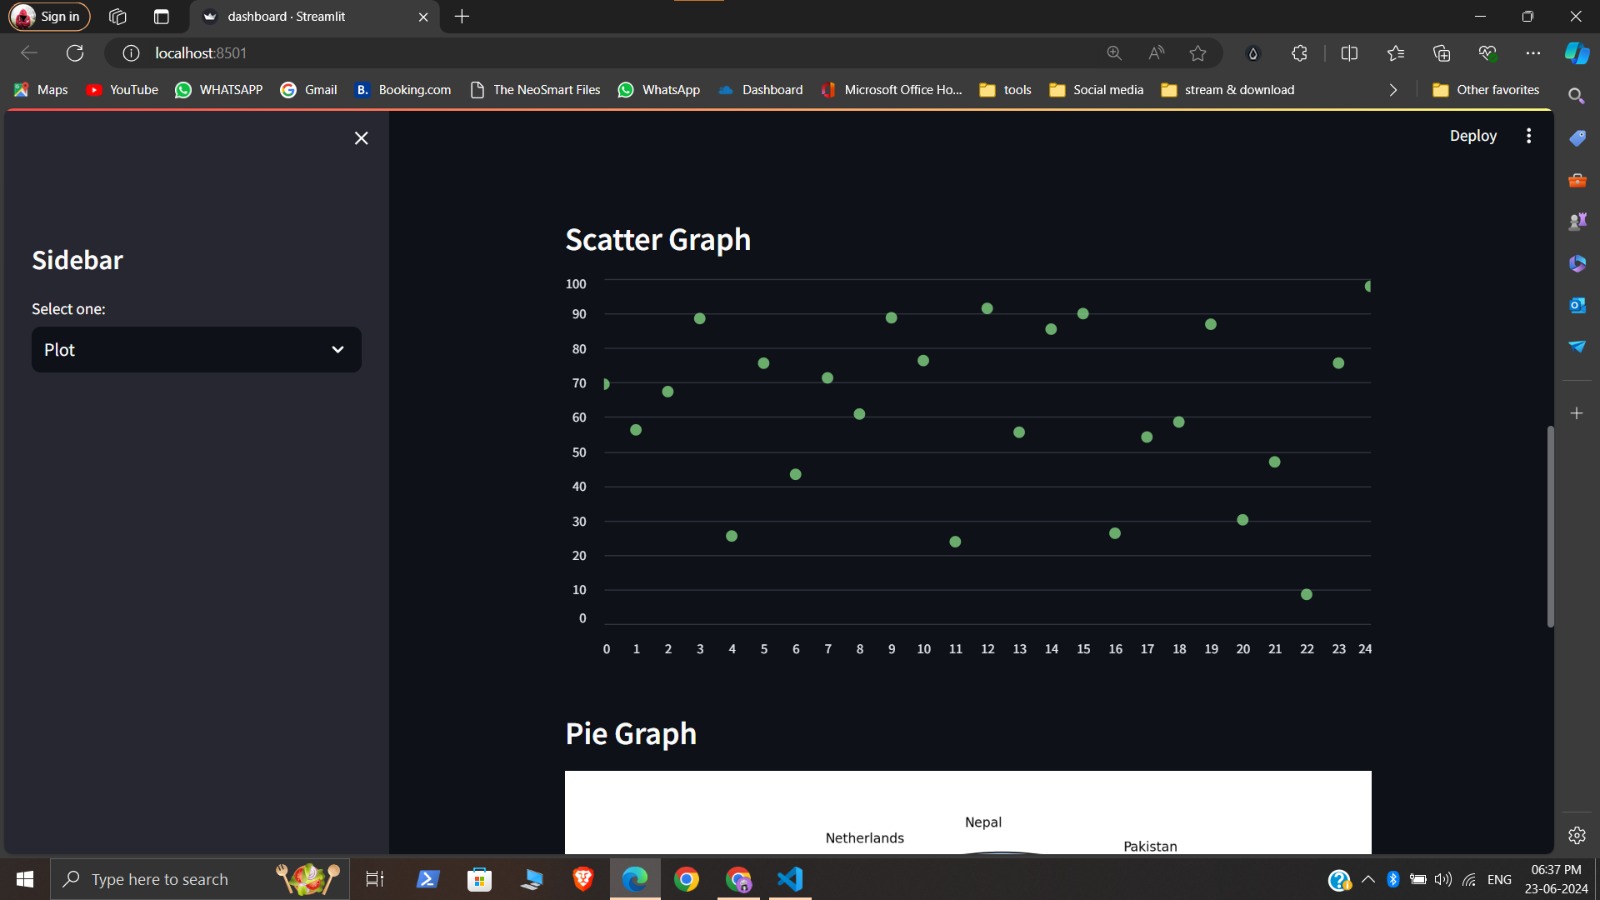 Sign in
dashboard · Streamlit
localhost:8501
Maps YouTube WHATSAPP Gmail B. Booking.com The NeoSmart Files WhatsApp Dashboard Microsoft Office Ho... tools Social media stream & download Other favorites
Deploy
Sidebar
Select one:
Plot
Scatter Graph
100
90
80
70
60
50
40
30
20
10
0
0 1 2 3 4 5 6 7 8 9 10 11 12 13 14 15 16 17 18 19 20 21 22 23 24
Pie Graph
Nepal
Netherlands
Pakistan
Type here to search
ENG
06:37 PM
23-06-2024